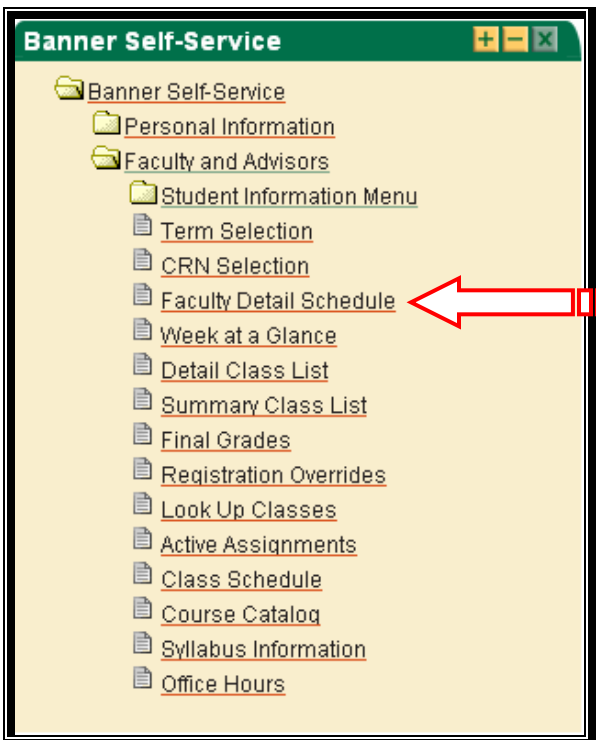 Banner Self-Service
Banner Self-Service
Personal Information
Faculty and Advisors
Student Information Menu
Term Selection
CRN Selection
Faculty Detail Schedule
Week at a Glance
Detail Class List
Summary Class List
Final Grades
Registration Overrides
Look Up Classes
Active Assignments
Class Schedule
Course Catalog
Syllabus Information
Office Hours